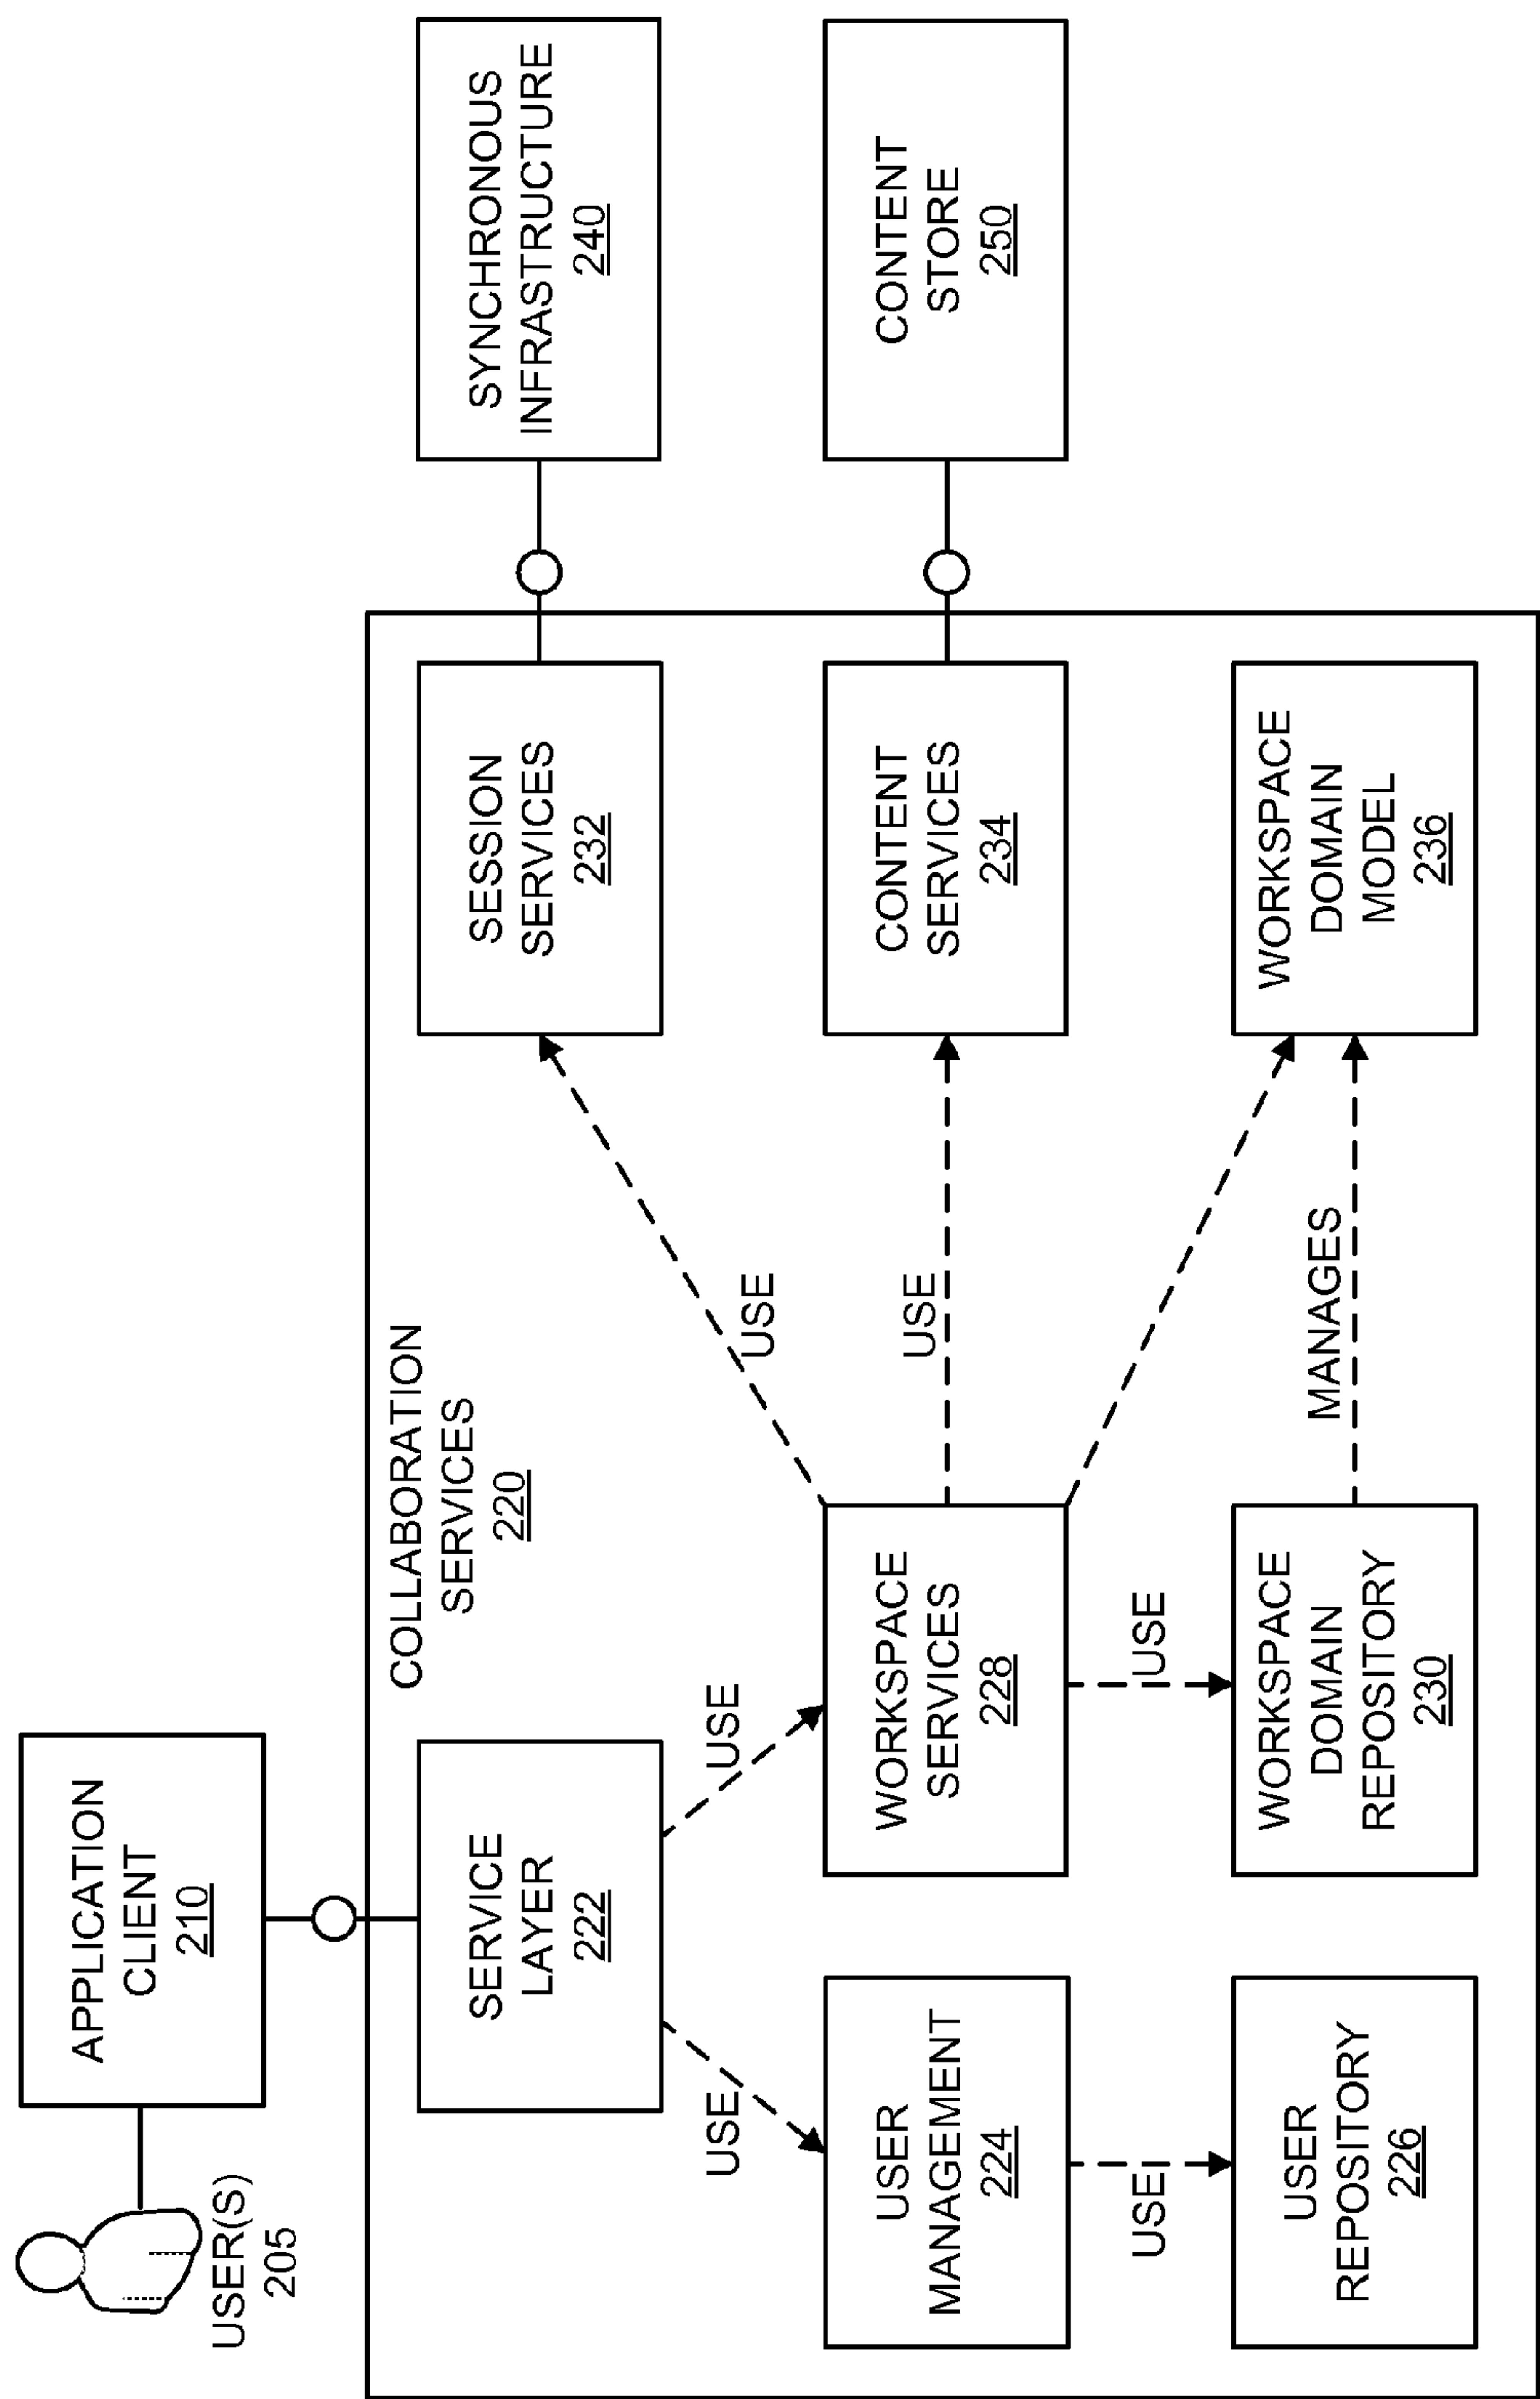 USER(S)
205
APPLICATION
CLIENT
210
COLLABORATION
SERVICES
220
SERVICE
LAYER
222
SESSION
SERVICES
232
SYNCHRONOUS
INFRASTRUCTURE
240
USE
USE
USE
USER
MANAGEMENT
224
WORKSPACE
SERVICES
228
USE
CONTENT
SERVICES
234
CONTENT
STORE
250
USE
USE
USER
REPOSITORY
226
WORKSPACE
DOMAIN
REPOSITORY
230
MANAGES
WORKSPACE
DOMAIN
MODEL
236